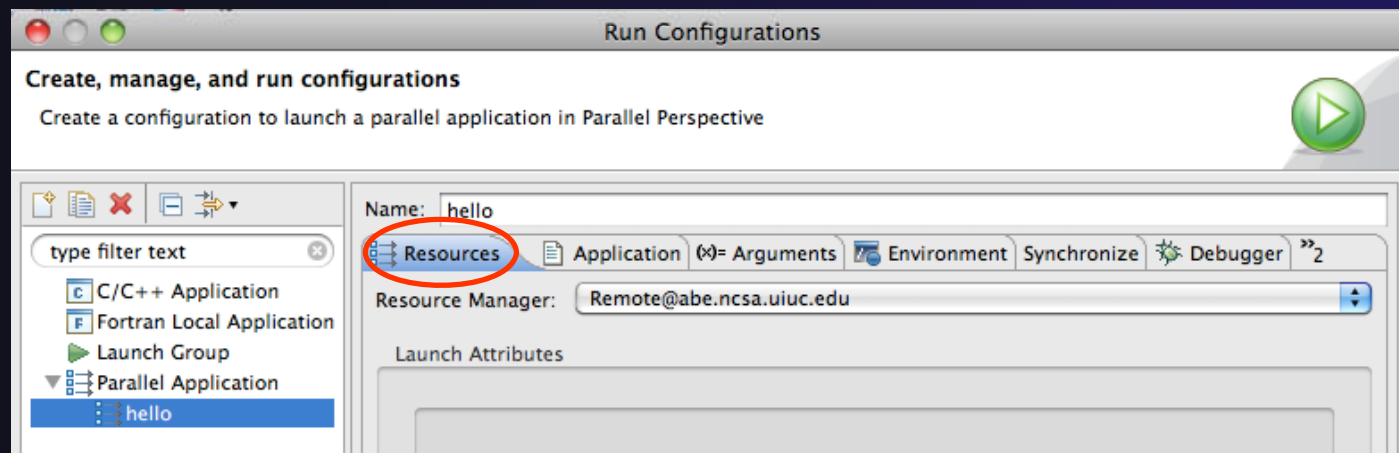 Run Configurations
Create, manage, and run configurations
Create a configuration to launch a parallel application in Parallel Perspective
type filter text
C/C++ Application
Fortran Local Application
Launch Group
Parallel Application
hello
Name: hello
Resources Application (x)= Arguments Environment Synchronize Debugger »2
Resource Manager: Remote@abe.ncsa.uiuc.edu
Launch Attributes